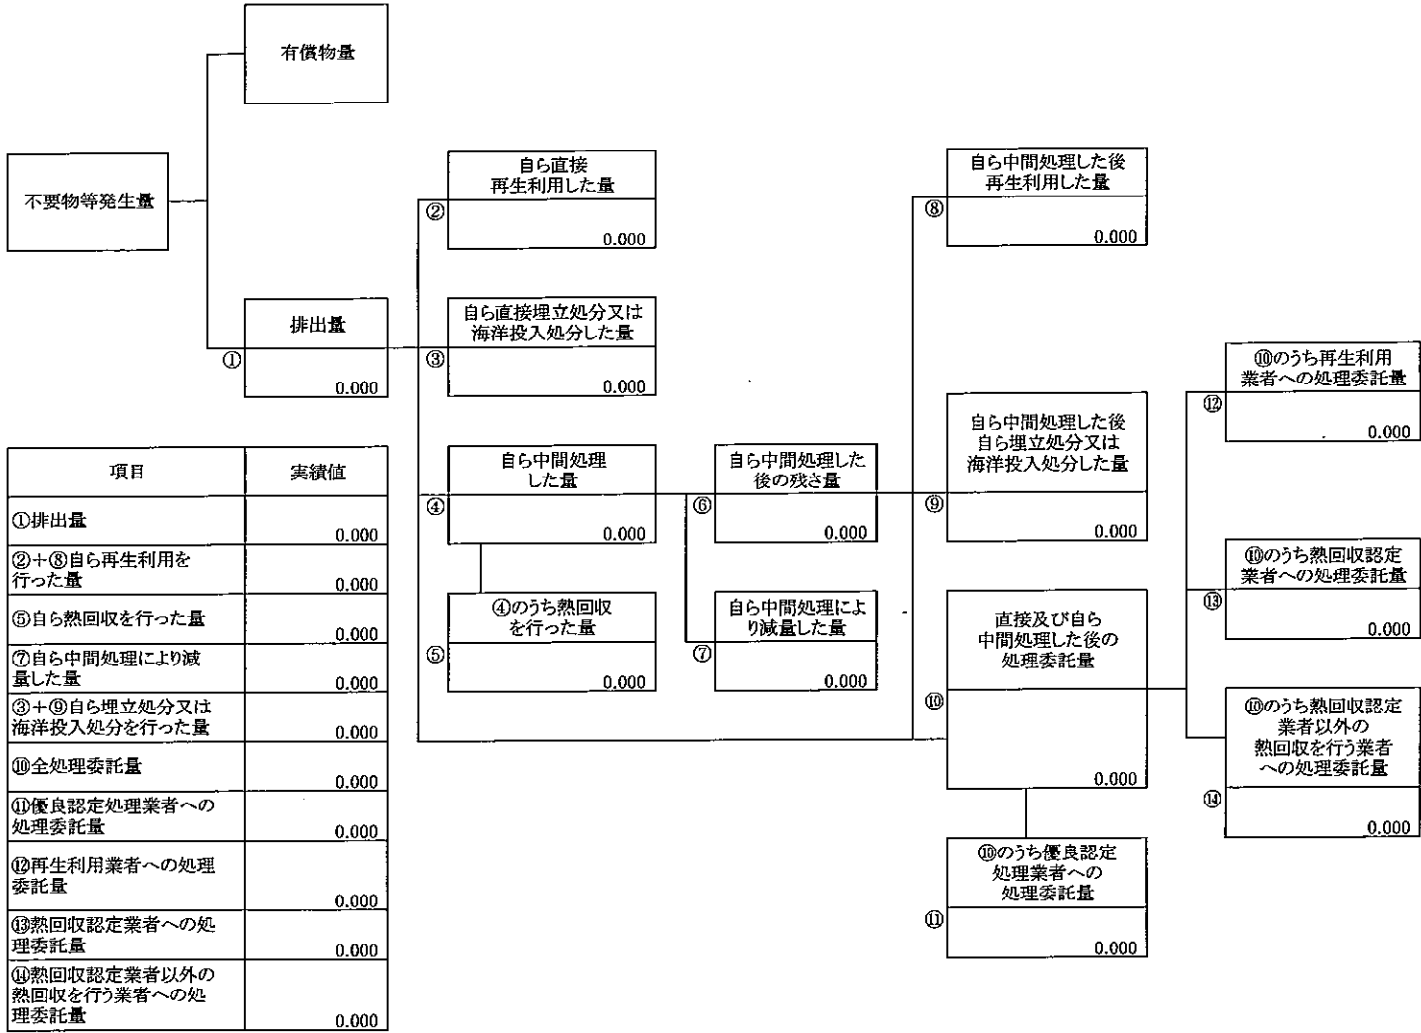 有償物量
不要物等発生量
排出量
①
0.000
自ら直接
再生利用した量
②
0.000
自ら直接埋立処分又は
海洋投入処分した量
③
0.000
自ら中間処理
した量
④
0.000
④のうち熱回収
を行った量
⑤
0.000
自ら中間処理した
後の残さ量
⑥
0.000
自ら中間処理によ
り減量した量
⑦
0.000
自ら中間処理した後
再生利用した量
⑧
0.000
自ら中間処理した後
自ら埋立処分又は
海洋投入処分した量
⑨
0.000
直接及び自ら
中間処理した後の
処理委託量
⑩
0.000
⑩のうち優良認定
処理業者への
処理委託量
⑪
0.000
⑩のうち再生利用
業者への処理委託量
⑫
0.000
⑩のうち熱回収認定
業者への処理委託量
⑬
0.000
⑩のうち熱回収認定
業者以外の
熱回収を行う業者
への処理委託量
⑭
0.000
項目 実績値
①排出量
0.000
②+⑧自ら再生利用を
行った量
0.000
⑤自ら熱回収を行った量
0.000
⑦自ら中間処理により減
量した量
0.000
③+⑨自ら埋立処分又は
海洋投入処分を行った量
0.000
⑩全処理委託量
0.000
⑪優良認定処理業者への
処理委託量
0.000
⑫再生利用業者への処理
委託量
0.000
⑬熱回収認定業者への処
理委託量
0.000
⑭熱回収認定業者以外の
熱回収を行う業者への処
理委託量
0.000